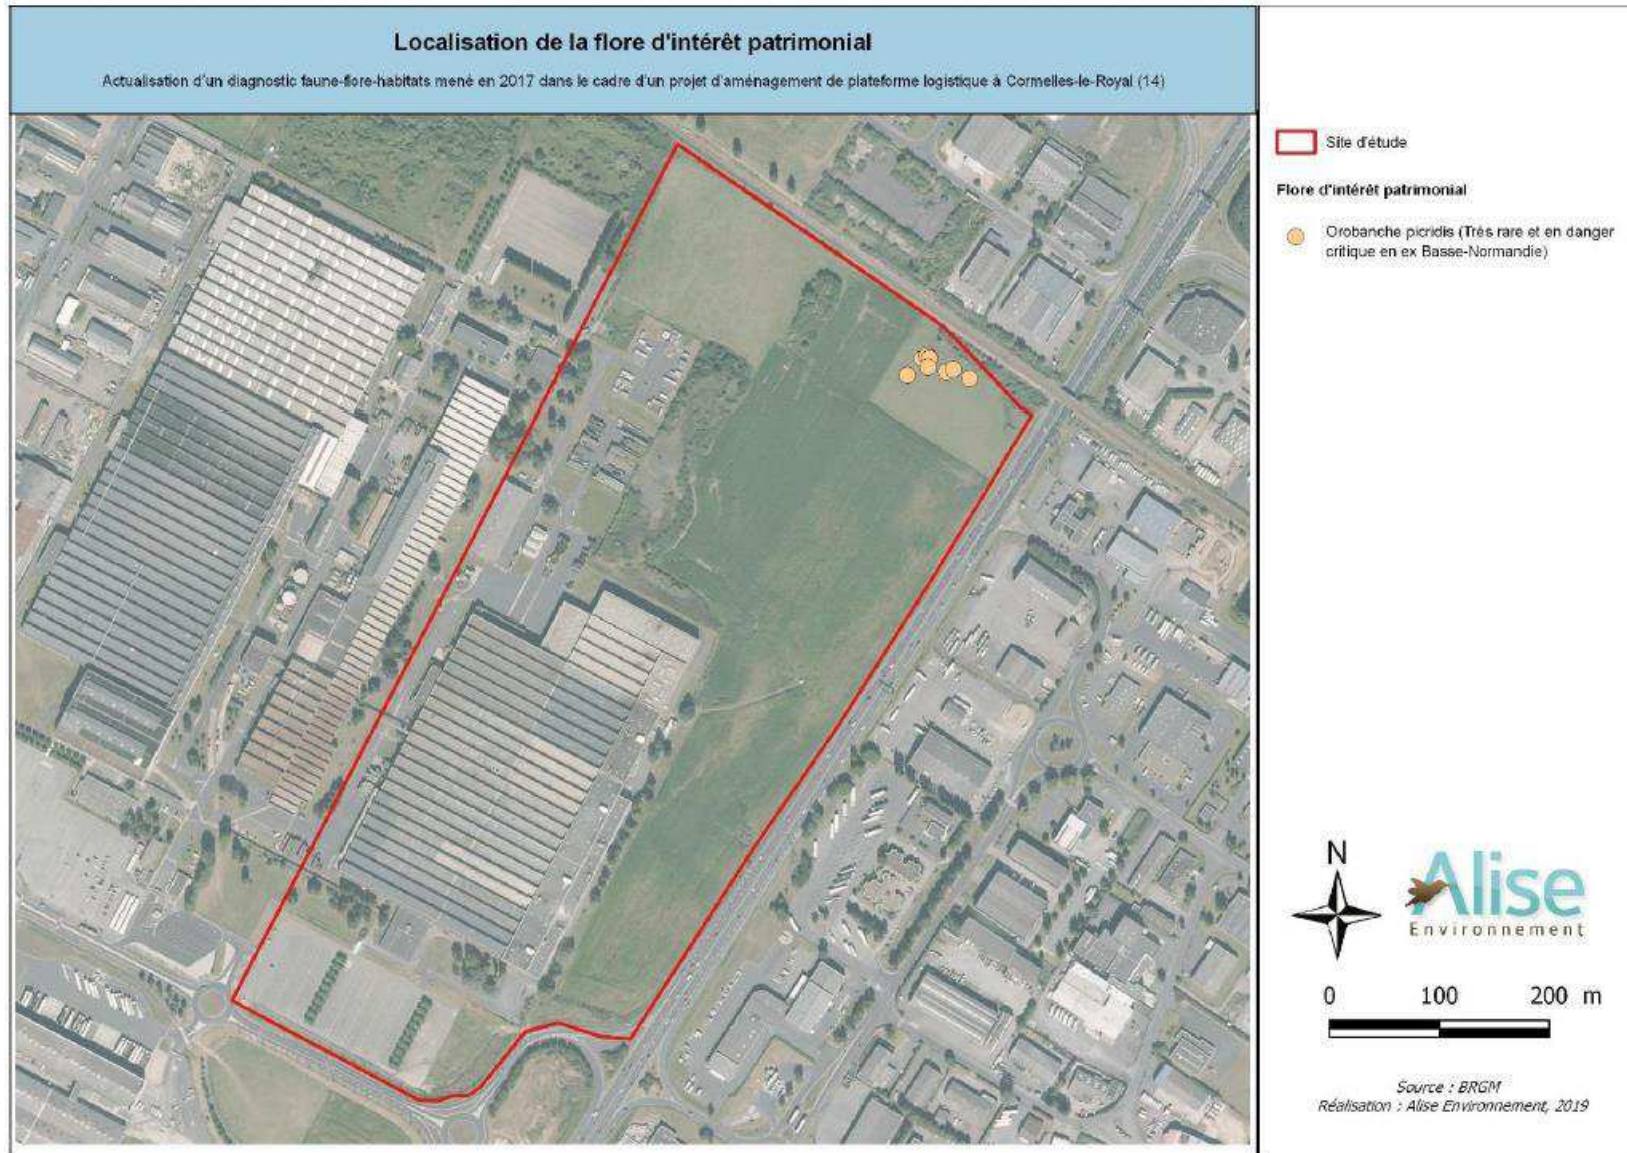 Localisation de la flore d'intérêt patrimonial
Actualisation d'un diagnostic faune-flore-habitats mené en 2017 dans le cadre d'un projet d'aménagement de plateforme logistique à Cormelles-le-Royal (14)
Site d'étude
Flore d'intérêt patrimonial
Orobanche picridis (Très rare et en danger
critique en ex Basse-Normandie)
N
Alise
Environnement
0 100 200 m
Source : BRGM
Réalisation : Alise Environnement, 2019